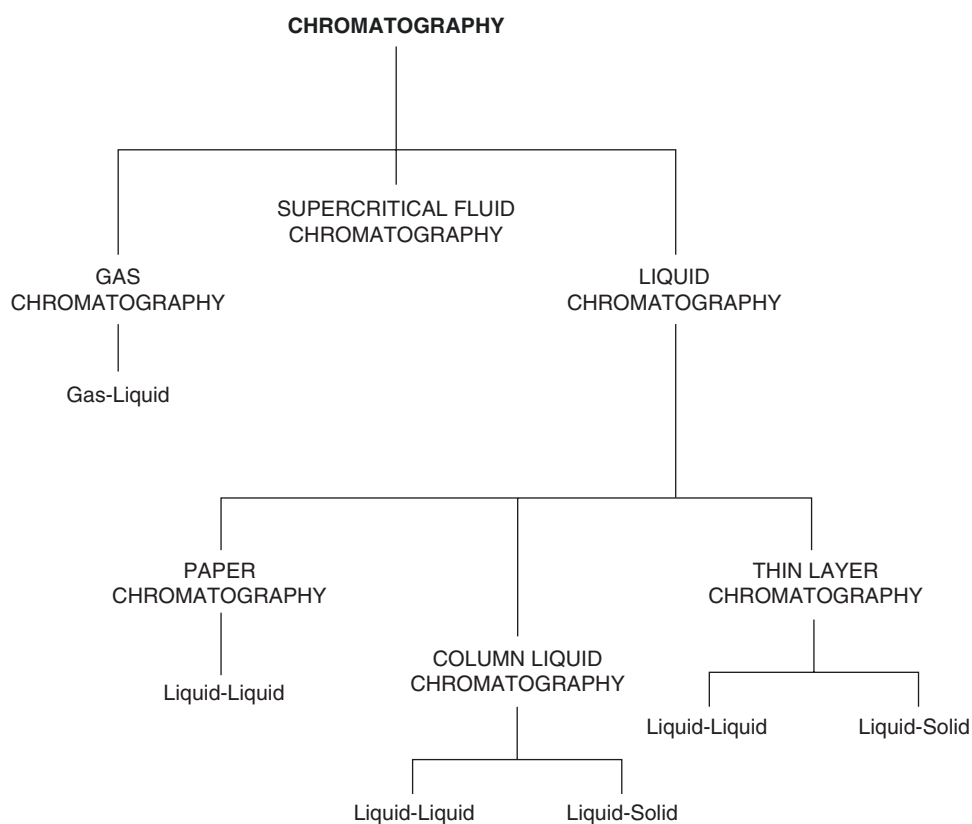 CHROMATOGRAPHY
SUPERCRITICAL FLUID
CHROMATOGRAPHY
GAS
CHROMATOGRAPHY
LIQUID
CHROMATOGRAPHY
Gas-Liquid
PAPER
CHROMATOGRAPHY
THIN LAYER
CHROMATOGRAPHY
COLUMN LIQUID
CHROMATOGRAPHY
Liquid-Liquid
Liquid-Liquid
Liquid-Solid
Liquid-Liquid
Liquid-Solid